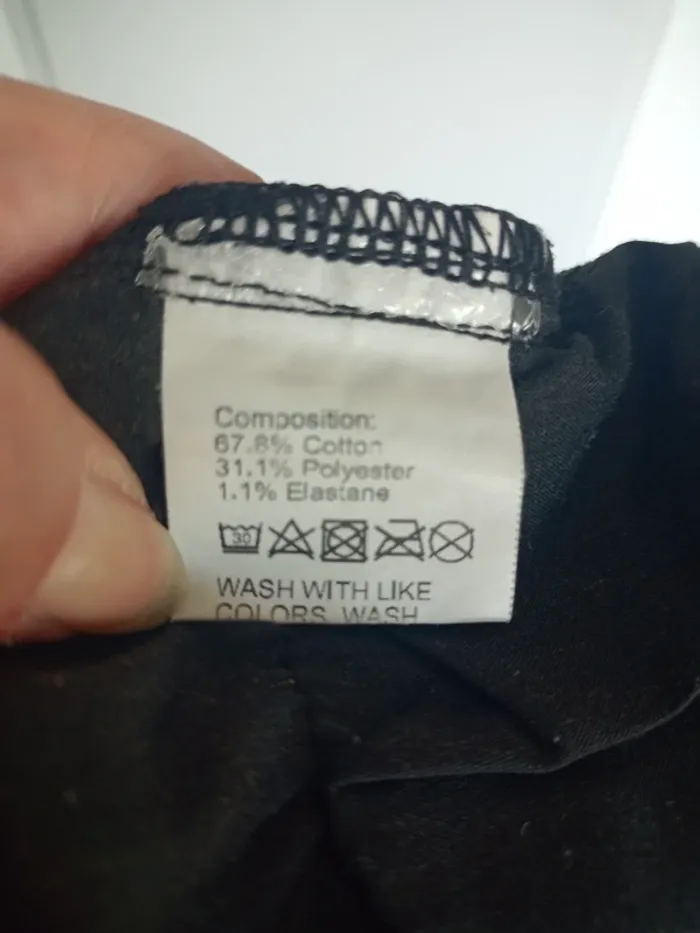 Composition:
67.8% Cotton
31.1% Polyester
1.1% Elastane
30
WASH WITH LIKE
COLORS, WASH